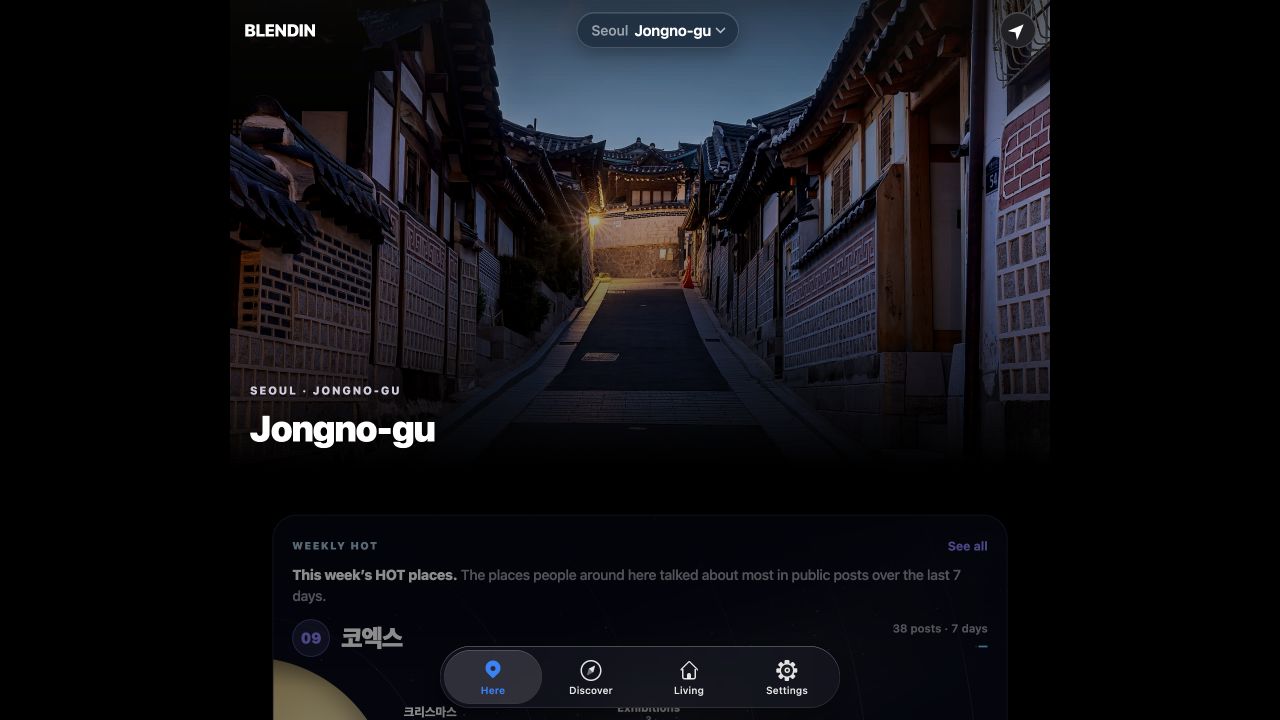 BLENDIN
Seoul Jongno-gu
SEOUL · JONGNO-GU
Jongno-gu
WEEKLY HOT
See all
This week’s HOT places. The places people around here talked about most in public posts over the last 7
days.
09 코엑스
38 posts · 7 days
Here
Discover
Living
Settings
크리스마스
Exhibitions